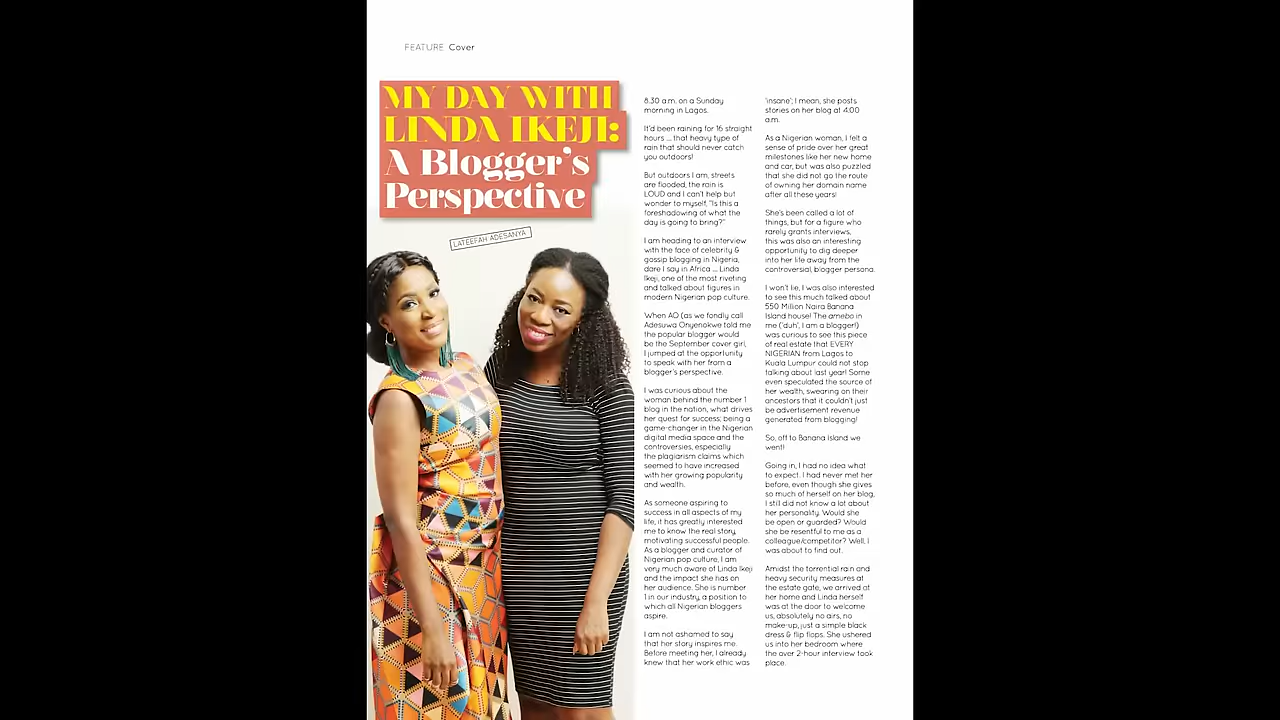 FEATURE Cover
MY DAY WITH
LINDA IKEJI:
A Blogger's
Perspective
LATEEFAH ADESANYA
8.30 a.m. on a Sunday
morning in Lagos.
It'd been raining for 16 straight
hours ... that heavy type of
rain that should never catch
you outdoors!
But outdoors I am, streets
are flooded, the rain is
LOUD and I can't help but
wonder to myself, "Is this a
foreshadowing of what the
day is going to bring?"
I am heading to an interview
with the face of celebrity &
gossip blogging in Nigeria,
dare I say in Africa ... Linda
Ikeji, one of the most riveting
and talked about figures in
modern Nigerian pop culture.
When AO (as we fondly call
Adesuwa Onyenokwe told me
the popular blogger would
be the September cover girl,
I jumped at the opportunity
to speak with her from a
blogger's perspective.
I was curious about the
woman behind the number 1
blog in the nation, what drives
her quest for success; being a
game-changer in the Nigerian
digital media space and the
controversies, especially
the plagiarism claims which
seemed to have increased
with her growing popularity
and wealth.
As someone aspiring to
success in all aspects of my
life, it has greatly interested
me to know the real story,
motivating successful people.
As a blogger and curator of
Nigerian pop culture, I am
very much aware of Linda Ikeji
and the impact she has on
her audience. She is number
1 in our industry, a position to
which all Nigerian bloggers
aspire.
I am not ashamed to say
that her story inspires me.
Before meeting her, I already
knew that her work ethic was
'insane'; I mean, she posts
stories on her blog at 4:00
a.m.
As a Nigerian woman, I felt a
sense of pride over her great
milestones like her new home
and car, but was also puzzled
that she did not go the route
of owning her domain name
after all these years!
She's been called a lot of
things, but for a figure who
rarely grants interviews,
this was also an interesting
opportunity to dig deeper
into her life away from the
controversial, blogger persona.
I won't lie, I was also interested
to see this much talked about
550 Million Naira Banana
Island house! The amebo in
me ('duh', I am a blogger!)
was curious to see this piece
of real estate that EVERY
NIGERIAN from Lagos to
Kuala Lumpur could not stop
talking about last year! Some
even speculated the source of
her wealth, swearing on their
ancestors that it couldn't just
be advertisement revenue
generated from blogging!
So, off to Banana Island we
went!
Going in, I had no idea what
to expect. I had never met her
before, even though she gives
so much of herself on her blog,
I still did not know a lot about
her personality. Would she
be open or guarded? Would
she be resentful to me as a
colleague/competitor? Well, I
was about to find out.
Amidst the torrential rain and
heavy security measures at
the estate gate, we arrived at
her home and Linda herself
was at the door to welcome
us, absolutely no airs, no
make-up, just a simple black
dress & flip flops. She ushered
us into her bedroom where
the over 2-hour interview took
place.